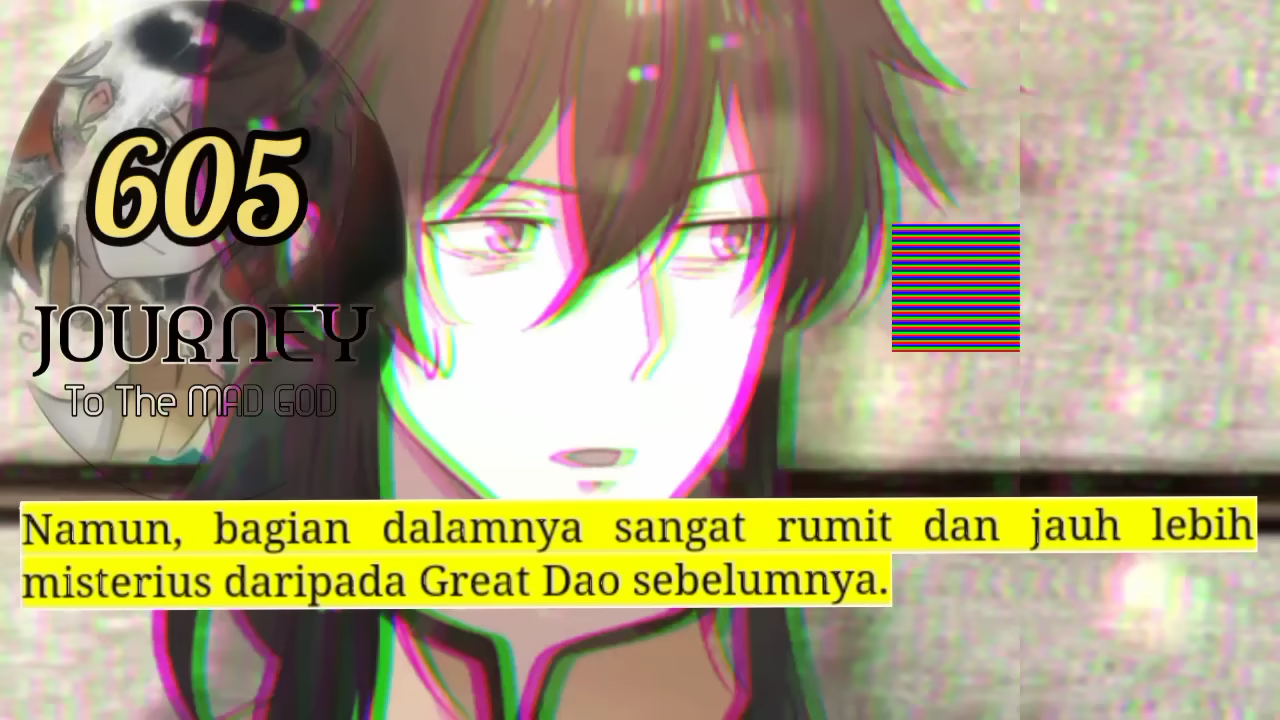 605
JOURNEY
To The MAD GOD
Namun, bagian dalamnya sangat rumit dan jauh lebih
misterius daripada Great Dao sebelumnya.